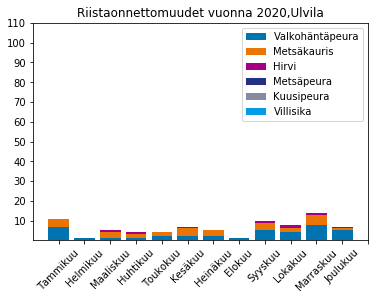 Riistaonnettomuudet vuonna 2020,Ulvila
110
100
90
80
70
60
50
40
30
20
10
Valkohäntäpeura
Metsäkauris
Hirvi
Metsäpeura
Kuusipeura
Villisika
Tammikuu
Helmikuu
Maaliskuu
Huhtikuu
Toukokuu
Kesäkuu
Heinäkuu
Elokuu
Syyskuu
Lokakuu
Marraskuu
Joulukuu